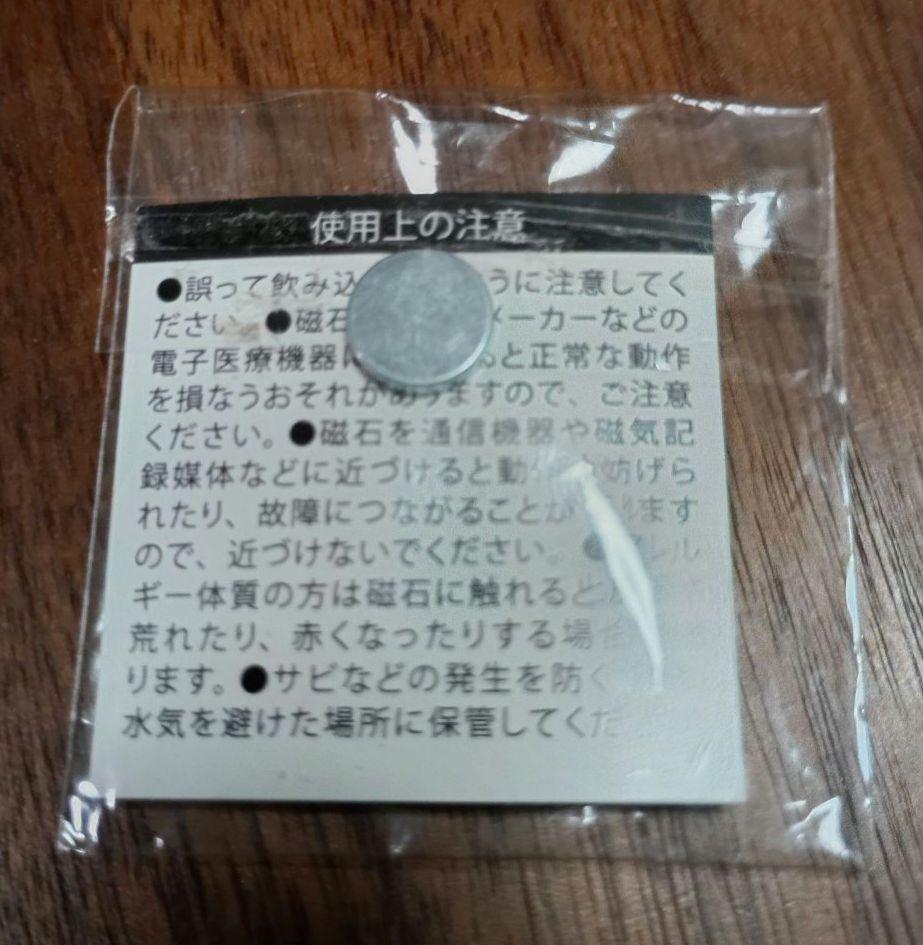 使用上の注意
●誤って飲み込 うに注意してく
ださい ●磁石 メーカーなどの
電子医療機器に と正常な動作
を損なうおそれがありますので、ご注意
ください。●磁石を通信機器や磁気記
録媒体などに近づけると動 妨げら
れたり、故障につながることが ます
ので、近づけないでください。 レル
ギー体質の方は磁石に触れると
荒れたり、赤くなったりする場合
ります。●サビなどの発生を防ぐ
水気を避けた場所に保管してくだ